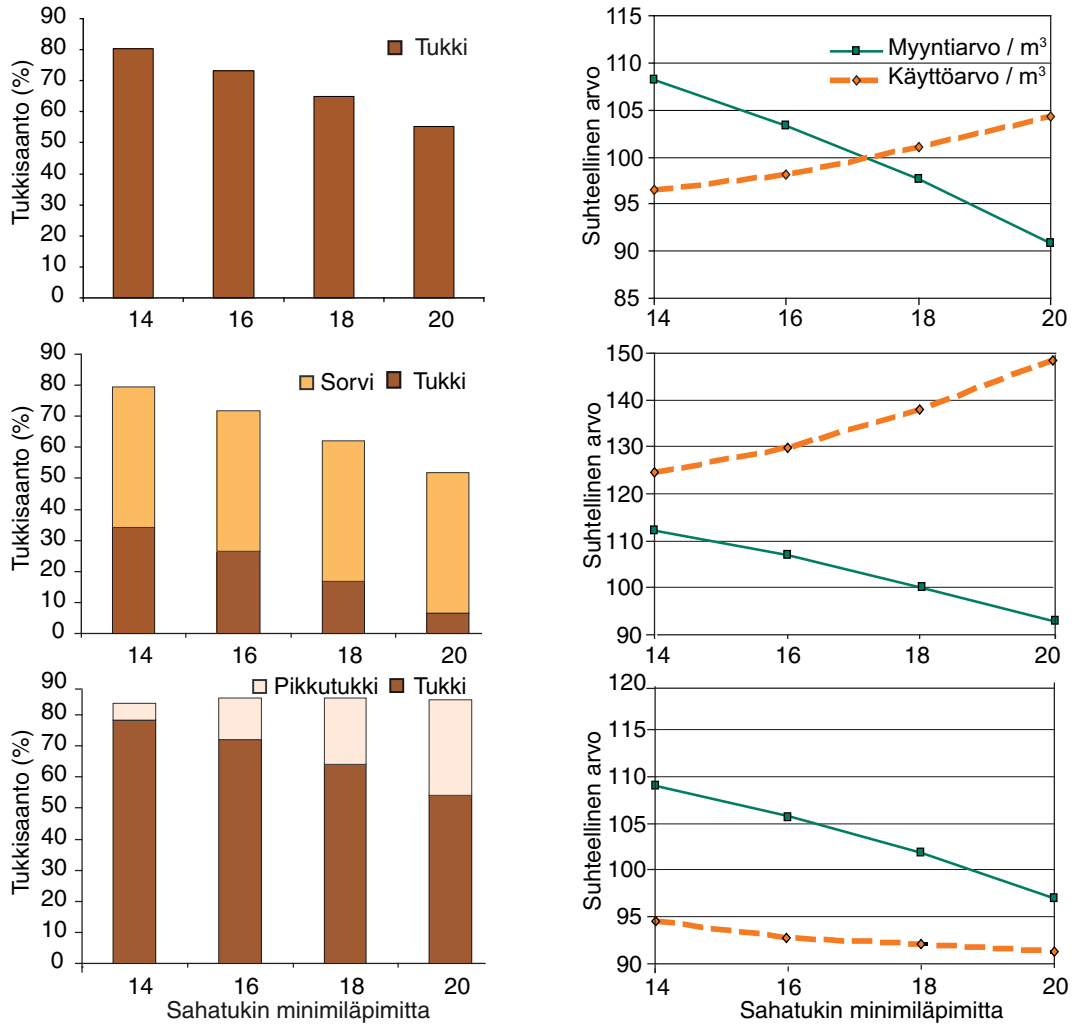 Tukkisaanto (%)
90
80
70
60
50
40
30
20
10
0
Tukki
14 16 18 20
Suhteellinen arvo
115
110
105
100
95
90
85
Myyntiarvo / m³
Käyttöarvo / m³
14 16 18 20
Tukkisaanto (%)
90
80
70
60
50
40
30
20
10
0
Sorvi Tukki
14 16 18 20
Suhtellinen arvo
150
140
130
120
110
100
90
14 16 18 20
Tukkisaanto (%)
90
80
70
60
50
40
30
20
10
0
Pikkutukki Tukki
14 16 18 20
Sahatukin minimiläpimitta
Suhteellinen arvo
120
115
110
105
100
95
90
14 16 18 20
Sahatukin minimiläpimitta